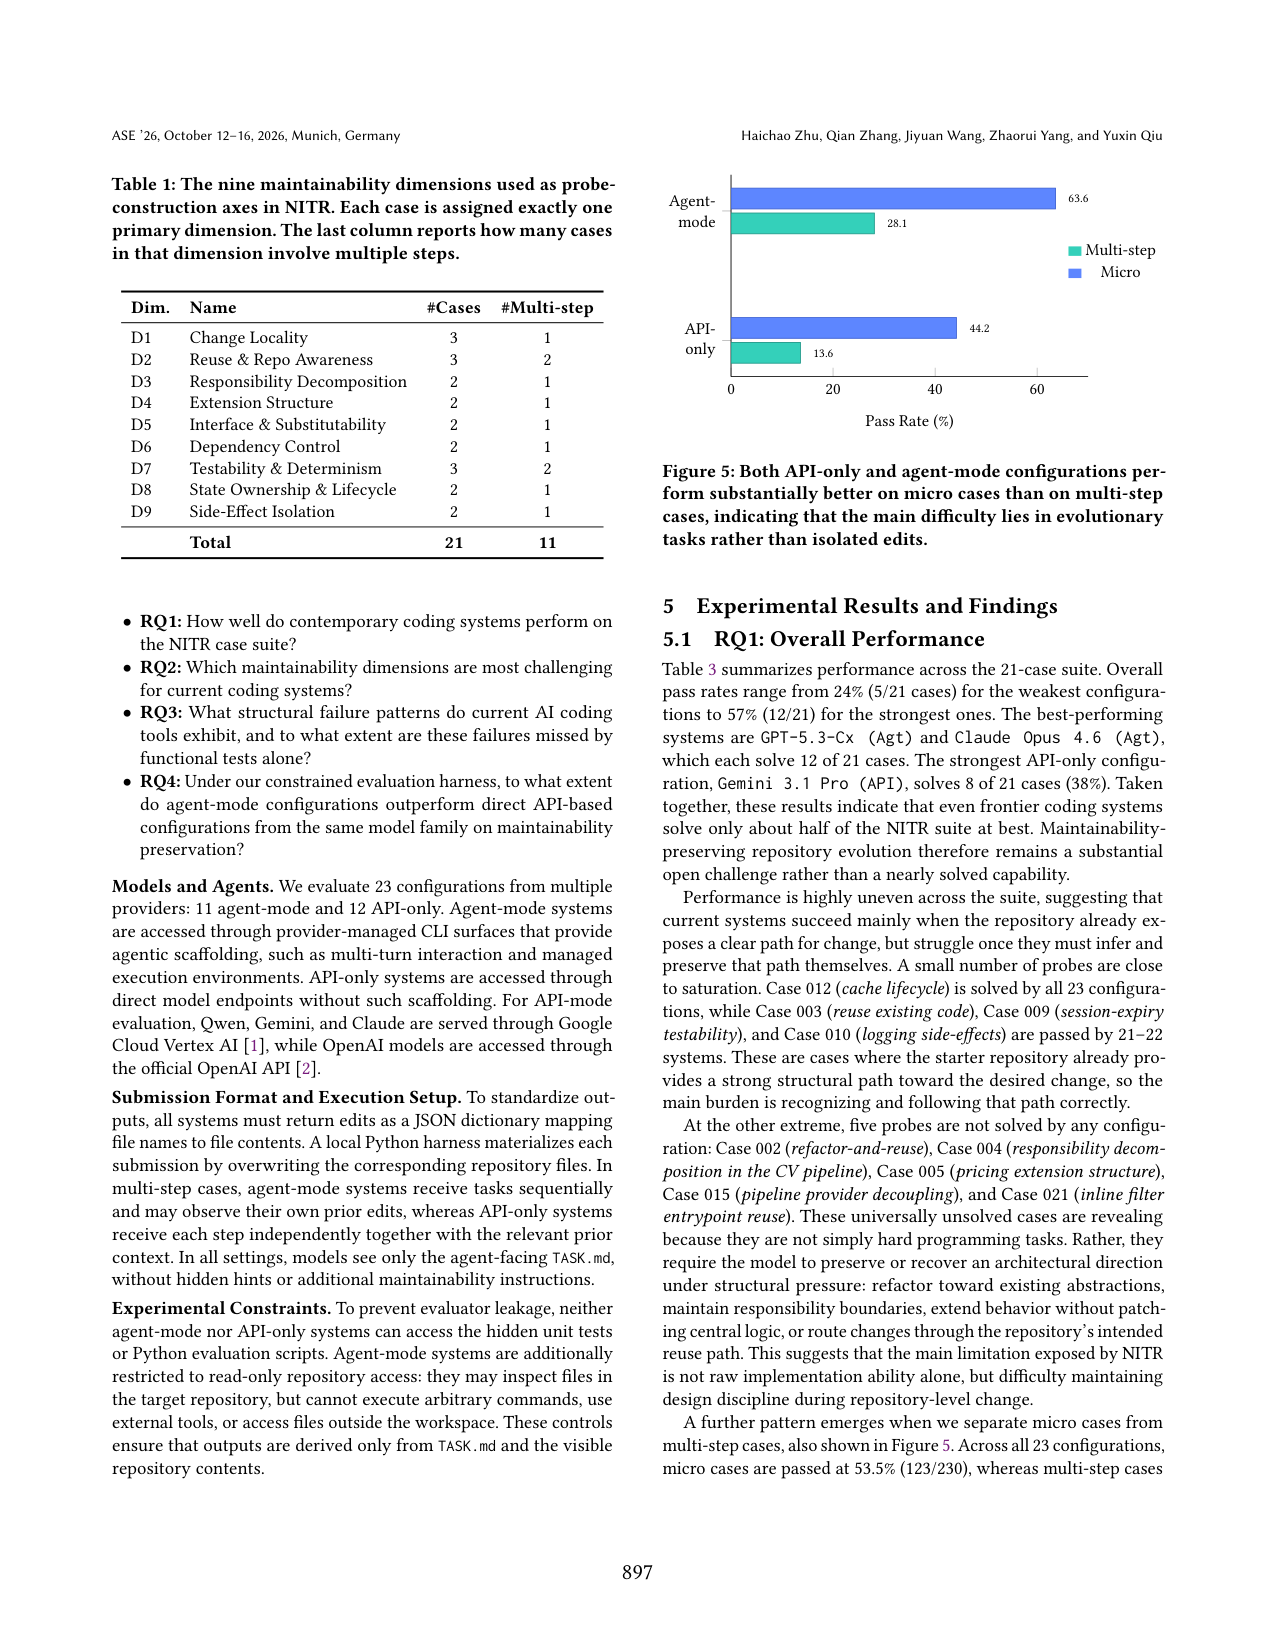 ASE ’26, October 12–16, 2026, Munich, Germany
Haichao Zhu, Qian Zhang, Jiyuan Wang, Zhaorui Yang, and Yuxin Qiu
Table 1: The nine maintainability dimensions used as probe-
construction axes in NITR. Each case is assigned exactly one
primary dimension. The last column reports how many cases
in that dimension involve multiple steps.
Dim. Name #Cases #Multi-step
D1 Change Locality 3 1
D2 Reuse & Repo Awareness 3 2
D3 Responsibility Decomposition 2 1
D4 Extension Structure 2 1
D5 Interface & Substitutability 2 1
D6 Dependency Control 2 1
D7 Testability & Determinism 3 2
D8 State Ownership & Lifecycle 2 1
D9 Side-Effect Isolation 2 1
Total 21 11
• RQ1: How well do contemporary coding systems perform on
the NITR case suite?
• RQ2: Which maintainability dimensions are most challenging
for current coding systems?
• RQ3: What structural failure patterns do current AI coding
tools exhibit, and to what extent are these failures missed by
functional tests alone?
• RQ4: Under our constrained evaluation harness, to what extent
do agent-mode configurations outperform direct API-based
configurations from the same model family on maintainability
preservation?
Models and Agents. We evaluate 23 configurations from multiple
providers: 11 agent-mode and 12 API-only. Agent-mode systems
are accessed through provider-managed CLI surfaces that provide
agentic scaffolding, such as multi-turn interaction and managed
execution environments. API-only systems are accessed through
direct model endpoints without such scaffolding. For API-mode
evaluation, Qwen, Gemini, and Claude are served through Google
Cloud Vertex AI [1], while OpenAI models are accessed through
the official OpenAI API [2].
Submission Format and Execution Setup. To standardize out-
puts, all systems must return edits as a JSON dictionary mapping
file names to file contents. A local Python harness materializes each
submission by overwriting the corresponding repository files. In
multi-step cases, agent-mode systems receive tasks sequentially
and may observe their own prior edits, whereas API-only systems
receive each step independently together with the relevant prior
context. In all settings, models see only the agent-facing TASK.md,
without hidden hints or additional maintainability instructions.
Experimental Constraints. To prevent evaluator leakage, neither
agent-mode nor API-only systems can access the hidden unit tests
or Python evaluation scripts. Agent-mode systems are additionally
restricted to read-only repository access: they may inspect files in
the target repository, but cannot execute arbitrary commands, use
external tools, or access files outside the workspace. These controls
ensure that outputs are derived only from TASK.md and the visible
repository contents.
Agent-
mode
63.6
28.1
Multi-step
Micro
API-
only
44.2
13.6
0 20 40 60
Pass Rate (%)
Figure 5: Both API-only and agent-mode configurations per-
form substantially better on micro cases than on multi-step
cases, indicating that the main difficulty lies in evolutionary
tasks rather than isolated edits.
5 Experimental Results and Findings
5.1 RQ1: Overall Performance
Table 3 summarizes performance across the 21-case suite. Overall
pass rates range from 24% (5/21 cases) for the weakest configura-
tions to 57% (12/21) for the strongest ones. The best-performing
systems are GPT-5.3-Cx (Agt) and Claude Opus 4.6 (Agt),
which each solve 12 of 21 cases. The strongest API-only configu-
ration, Gemini 3.1 Pro (API), solves 8 of 21 cases (38%). Taken
together, these results indicate that even frontier coding systems
solve only about half of the NITR suite at best. Maintainability-
preserving repository evolution therefore remains a substantial
open challenge rather than a nearly solved capability.
Performance is highly uneven across the suite, suggesting that
current systems succeed mainly when the repository already ex-
poses a clear path for change, but struggle once they must infer and
preserve that path themselves. A small number of probes are close
to saturation. Case 012 (cache lifecycle) is solved by all 23 configura-
tions, while Case 003 (reuse existing code), Case 009 (session-expiry
testability), and Case 010 (logging side-effects) are passed by 21–22
systems. These are cases where the starter repository already pro-
vides a strong structural path toward the desired change, so the
main burden is recognizing and following that path correctly.
At the other extreme, five probes are not solved by any configu-
ration: Case 002 (refactor-and-reuse), Case 004 (responsibility decom-
position in the CV pipeline), Case 005 (pricing extension structure),
Case 015 (pipeline provider decoupling), and Case 021 (inline filter
entrypoint reuse). These universally unsolved cases are revealing
because they are not simply hard programming tasks. Rather, they
require the model to preserve or recover an architectural direction
under structural pressure: refactor toward existing abstractions,
maintain responsibility boundaries, extend behavior without patch-
ing central logic, or route changes through the repository’s intended
reuse path. This suggests that the main limitation exposed by NITR
is not raw implementation ability alone, but difficulty maintaining
design discipline during repository-level change.
A further pattern emerges when we separate micro cases from
multi-step cases, also shown in Figure 5. Across all 23 configurations,
micro cases are passed at 53.5% (123/230), whereas multi-step cases
897